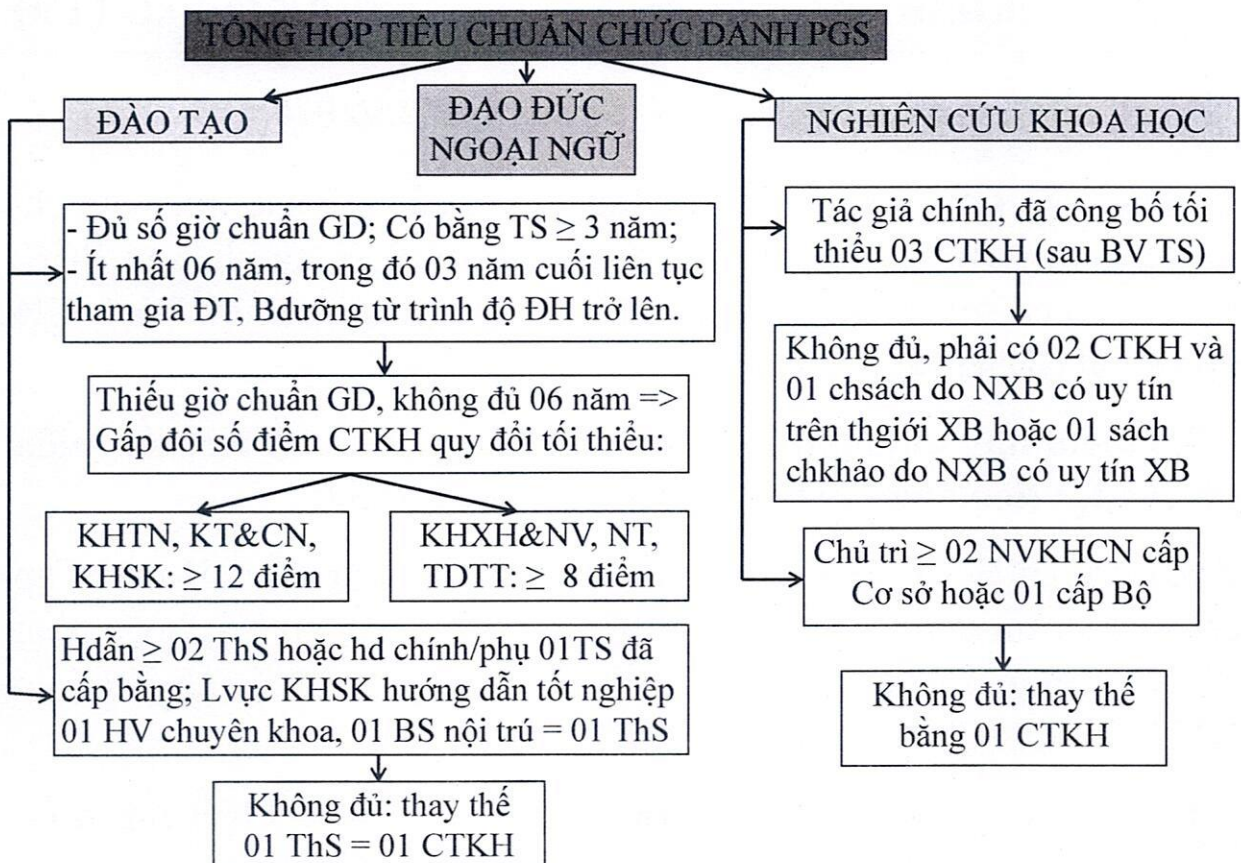 TỔNG HỢP TIÊU CHUẨN CHỨC DANH PGS
ĐÀO TẠO
ĐẠO ĐỨC
NGOẠI NGỮ
NGHIÊN CỨU KHOA HỌC
- Đủ số giờ chuẩn GD; Có bằng TS ≥ 3 năm;
- Ít nhất 06 năm, trong đó 03 năm cuối liên tục
tham gia ĐT, Bdưỡng từ trình độ ĐH trở lên.
Thiếu giờ chuẩn GD, không đủ 06 năm =>
Gấp đôi số điểm CTKH quy đổi tối thiểu:
KHTN, KT&CN,
KHSK: ≥ 12 điểm
KHXH&NV, NT,
TDTT: ≥ 8 điểm
Hdẫn ≥ 02 ThS hoặc hd chính/phụ 01TS đã
cấp bằng; Lvực KHSK hướng dẫn tốt nghiệp
01 HV chuyên khoa, 01 BS nội trú = 01 ThS
Không đủ: thay thế
01 ThS = 01 CTKH
Tác giả chính, đã công bố tối
thiểu 03 CTKH (sau BV TS)
Không đủ, phải có 02 CTKH và
01 chsách do NXB có uy tín
trên thgiới XB hoặc 01 sách
chkhảo do NXB có uy tín XB
Chủ trì ≥ 02 NVKHCN cấp
Cơ sở hoặc 01 cấp Bộ
Không đủ: thay thế
bằng 01 CTKH